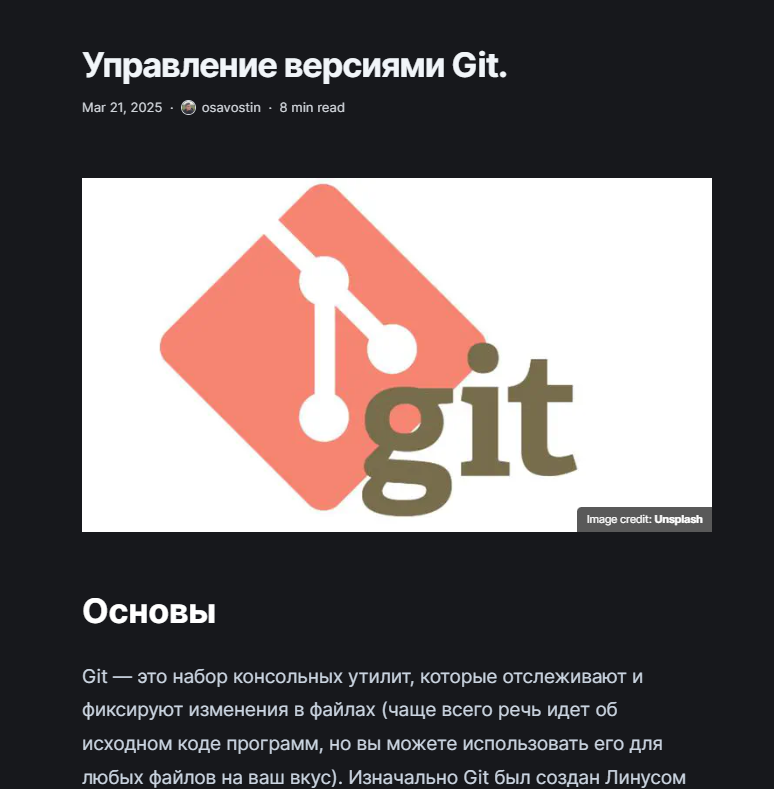 Управление версиями Git.
Mar 21, 2025 · osavostin · 8 min read
git
Image credit: Unsplash
Основы
Git — это набор консольных утилит, которые отслеживают и
фиксируют изменения в файлах (чаще всего речь идет об
исходном коде программ, но вы можете использовать его для
любых файлов на ваш вкус). Изначально Git был создан Линусом